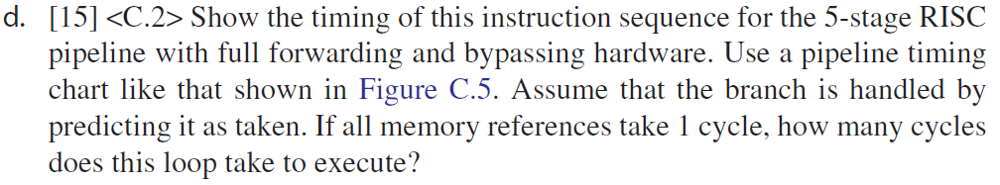 d. [15] <C.2> Show the timing of this instruction sequence for the 5-stage RISC
pipeline with full forwarding and bypassing hardware. Use a pipeline timing
chart like that shown in Figure C.5. Assume that the branch is handled by
predicting it as taken. If all memory references take 1 cycle, how many cycles
does this loop take to execute?